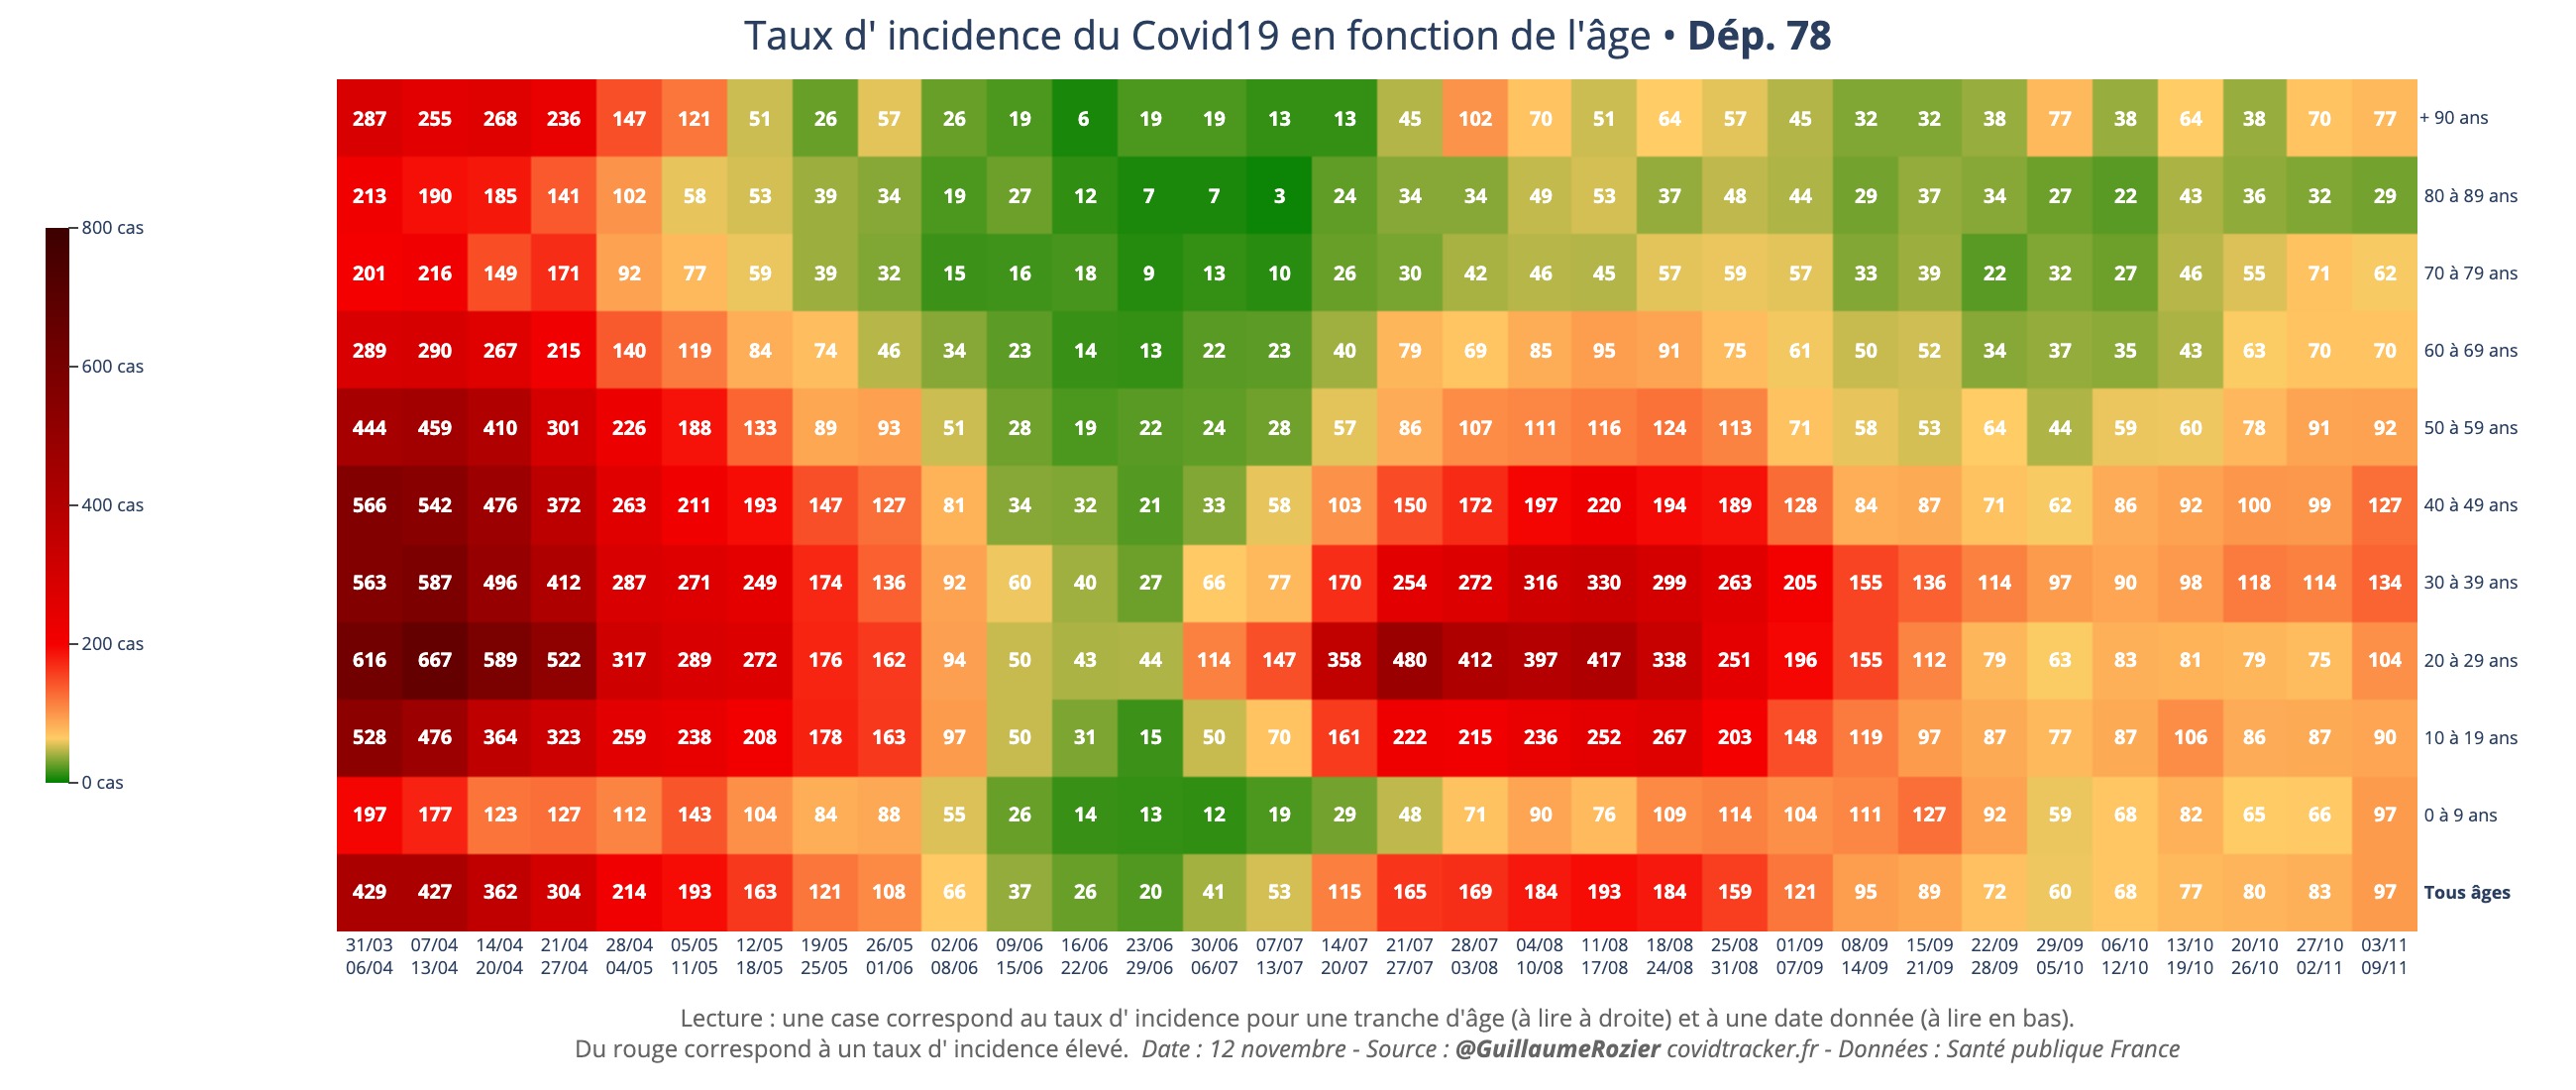 Taux d' incidence du Covid19 en fonction de l'âge • Dép. 78
287 255 268 236 147 121 51 26 57 26 19 6 19 19 13 13 45 102 70 51 64 57 45 32 32 38 77 38 64 38 70 77 + 90 ans
213 190 185 141 102 58 53 39 34 19 27 12 7 7 3 24 34 34 49 53 37 48 44 29 37 34 27 22 43 36 32 29 80 à 89 ans
800 cas
201 216 149 171 92 77 59 39 32 15 16 18 9 13 10 26 30 42 46 45 57 59 57 33 39 22 32 27 46 55 71 62 70 à 79 ans
289 290 267 215 140 119 84 74 46 34 23 14 13 22 23 40 79 69 85 95 91 75 61 50 52 34 37 35 43 63 70 70 60 à 69 ans
600 cas
444 459 410 301 226 188 133 89 93 51 28 19 22 24 28 57 86 107 111 116 124 113 71 58 53 64 44 59 60 78 91 92 50 à 59 ans
400 cas
566 542 476 372 263 211 193 147 127 81 34 32 21 33 58 103 150 172 197 220 194 189 128 84 87 71 62 86 92 100 99 127 40 à 49 ans
563 587 496 412 287 271 249 174 136 92 60 40 27 66 77 170 254 272 316 330 299 263 205 155 136 114 97 90 98 118 114 134 30 à 39 ans
200 cas
616 667 589 522 317 289 272 176 162 94 50 43 44 114 147 358 480 412 397 417 338 251 196 155 112 79 63 83 81 79 75 104 20 à 29 ans
528 476 364 323 259 238 208 178 163 97 50 31 15 50 70 161 222 215 236 252 267 203 148 119 97 87 77 87 106 86 87 90 10 à 19 ans
0 cas
197 177 123 127 112 143 104 84 88 55 26 14 13 12 19 29 48 71 90 76 109 114 104 111 127 92 59 68 82 65 66 97 0 à 9 ans
429 427 362 304 214 193 163 121 108 66 37 26 20 41 53 115 165 169 184 193 184 159 121 95 89 72 60 68 77 80 83 97 Tous âges
31/03 07/04 14/04 21/04 28/04 05/05 12/05 19/05 26/05 02/06 09/06 16/06 23/06 30/06 07/07 14/07 21/07 28/07 04/08 11/08 18/08 25/08 01/09 08/09 15/09 22/09 29/09 06/10 13/10 20/10 27/10 03/11
06/04 13/04 20/04 27/04 04/05 11/05 18/05 25/05 01/06 08/06 15/06 22/06 29/06 06/07 13/07 20/07 27/07 03/08 10/08 17/08 24/08 31/08 07/09 14/09 21/09 28/09 05/10 12/10 19/10 26/10 02/11 09/11
Lecture : une case correspond au taux d' incidence pour une tranche d'âge (à lire à droite) et à une date donnée (à lire en bas).
Du rouge correspond à un taux d' incidence élevé. Date : 12 novembre - Source : @GuillaumeRozier covidtracker.fr - Données : Santé publique France